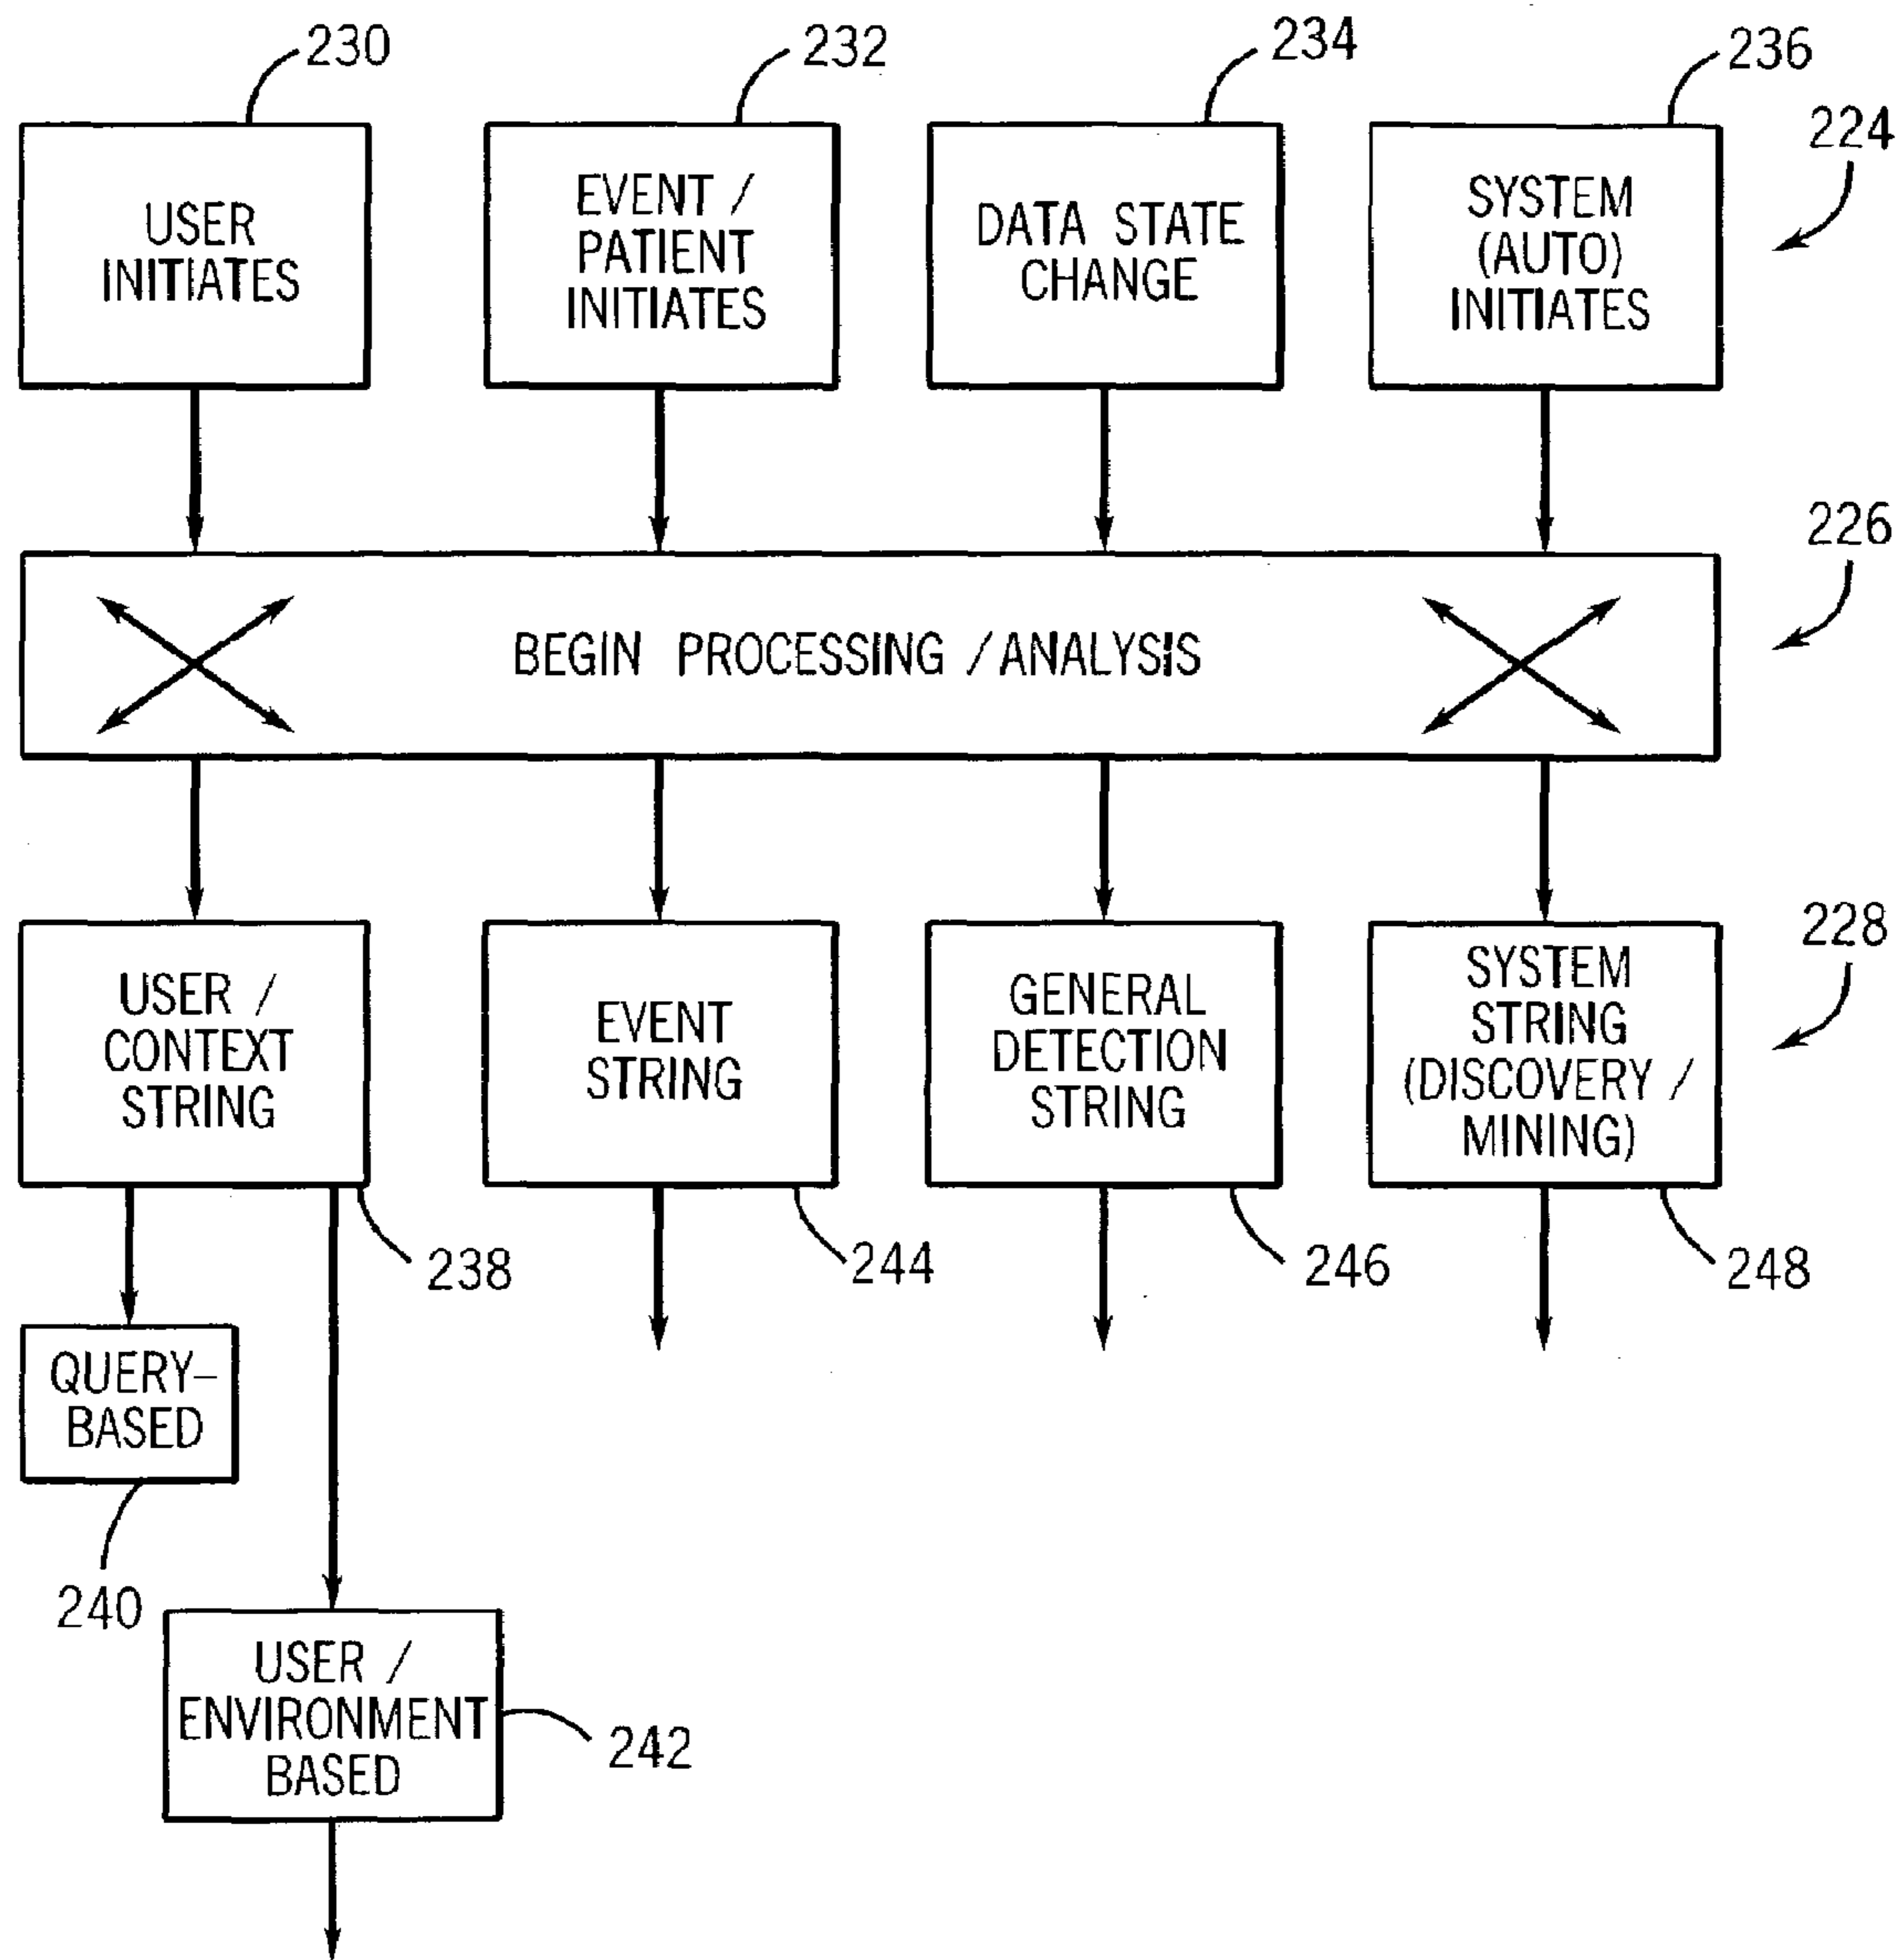 230
232
234
236
224
USER
INITIATES
EVENT /
PATIENT
INITIATES
DATA STATE
CHANGE
SYSTEM
(AUTO)
INITIATES
226
BEGIN PROCESSING / ANALYSIS
228
USER /
CONTEXT
STRING
EVENT
STRING
GENERAL
DETECTION
STRING
SYSTEM
STRING
(DISCOVERY /
MINING)
238
244
246
248
QUERY-
BASED
240
USER /
ENVIRONMENT
BASED
242